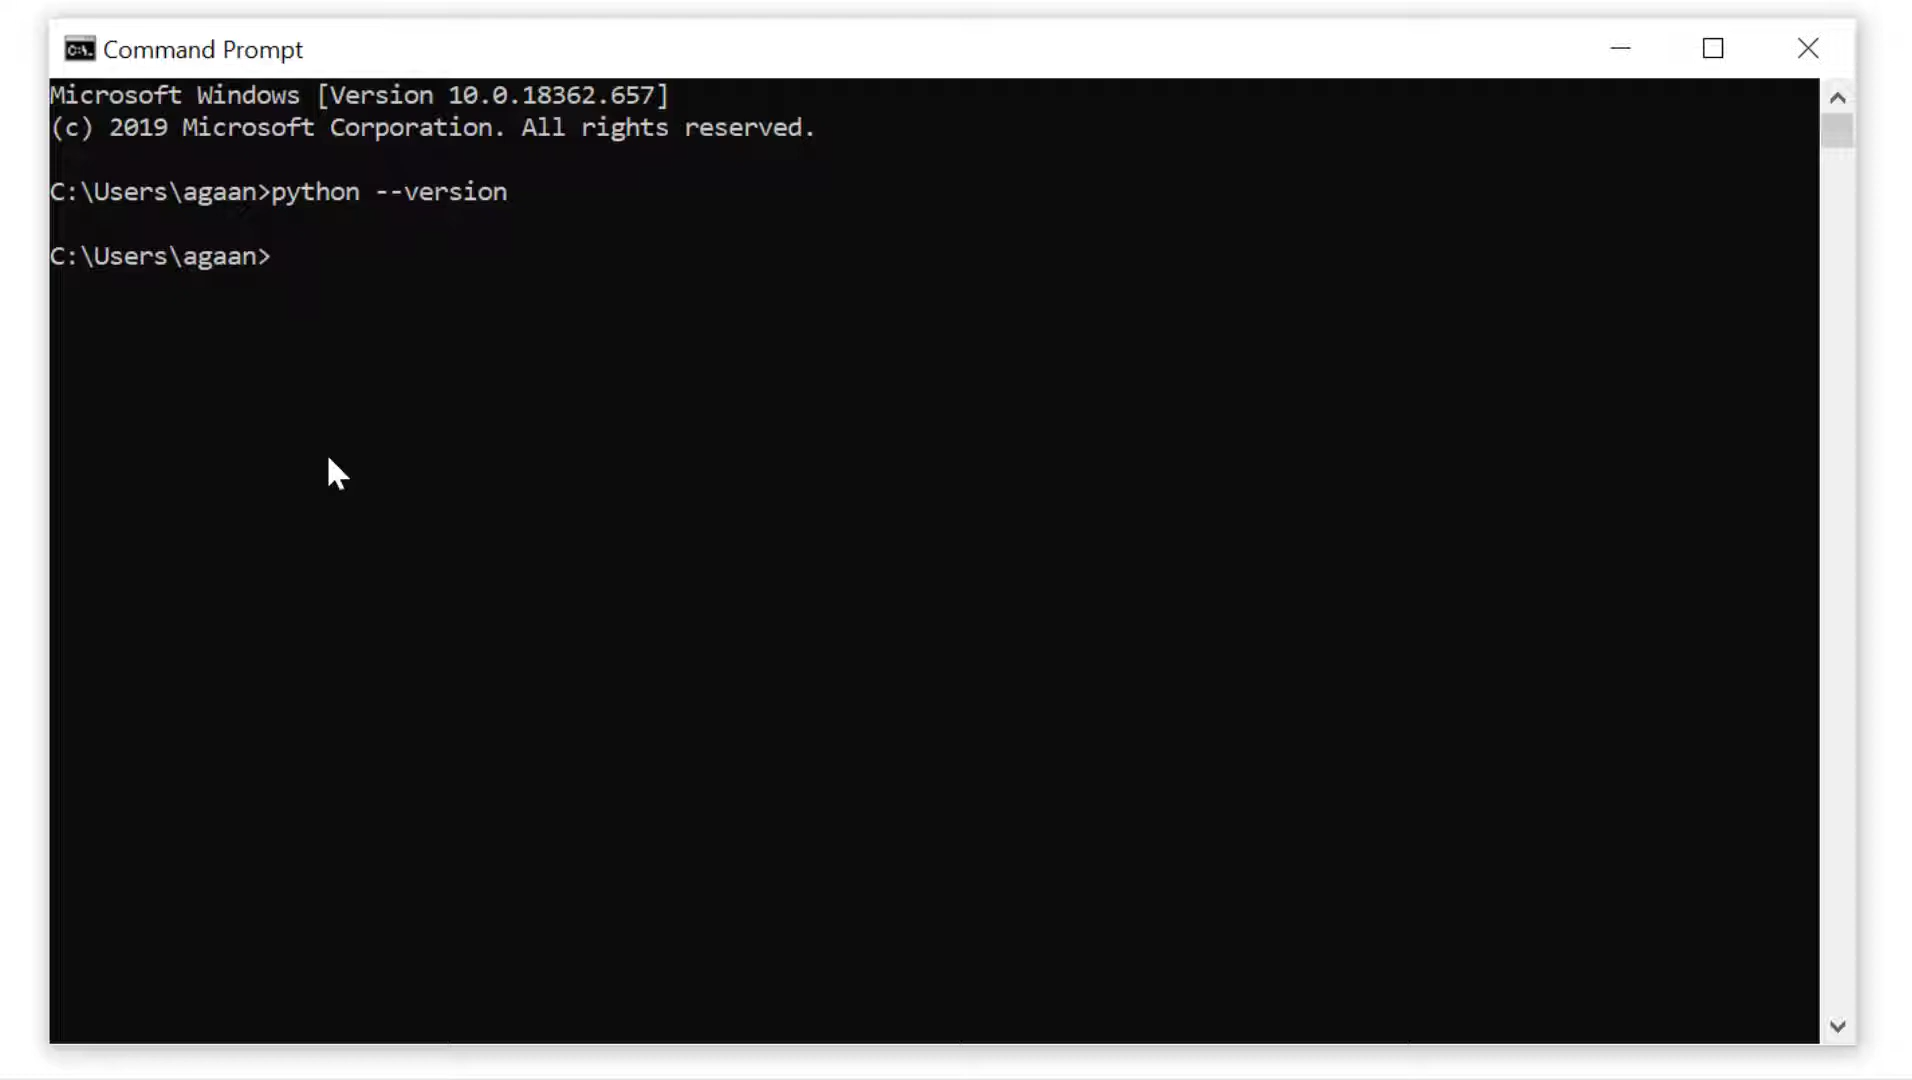 Command Prompt
Microsoft Windows [Version 10.0.18362.657]
(c) 2019 Microsoft Corporation. All rights reserved.
C:\Users\agaan>python --version
C:\Users\agaan>